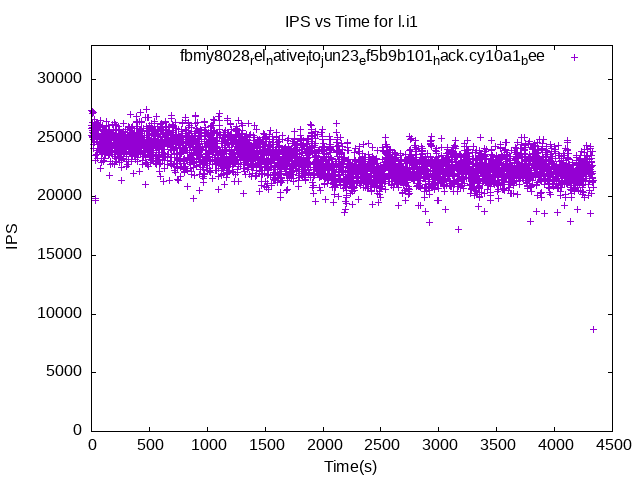 IPS vs Time for l.i1
fbmy8028relnativeltojun23ef5b9b101hack.cy10a1bee
30000
25000
20000
15000
10000
5000
0
IPS
0 500 1000 1500 2000 2500 3000 3500 4000 4500
Time(s)